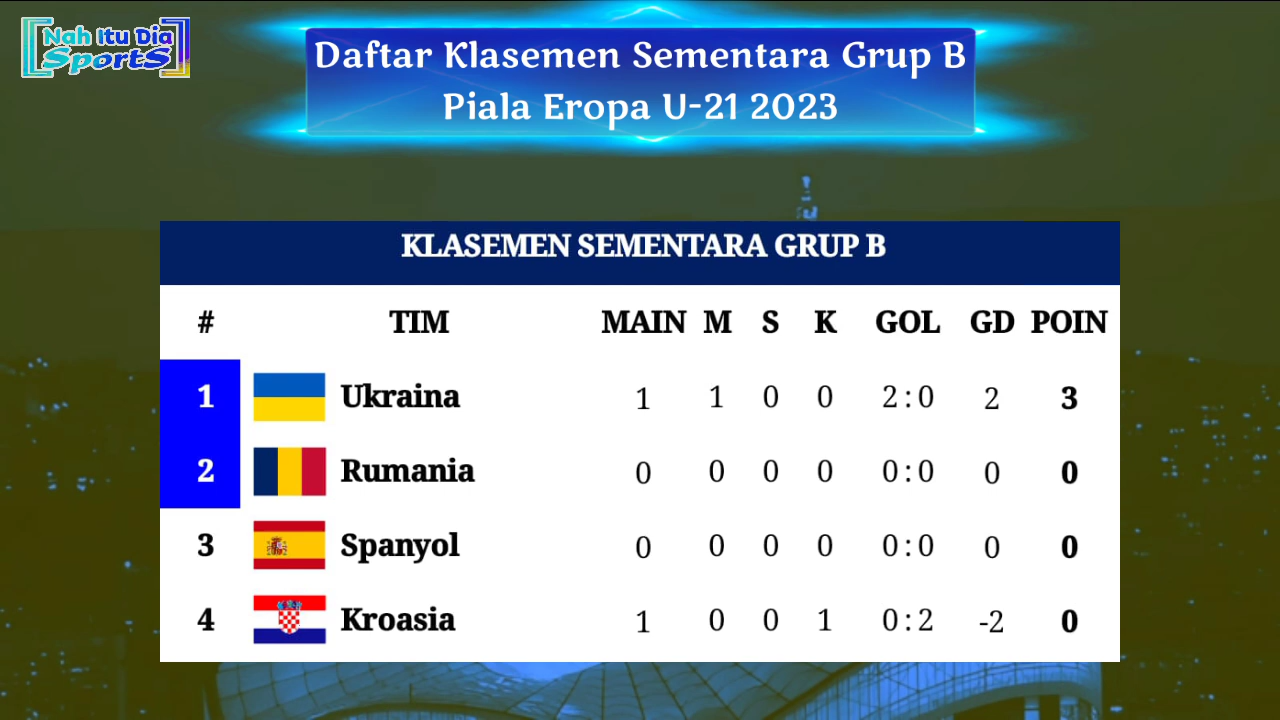 Nah Itu Dia
Sports
Daftar Klasemen Sementara Grup B
Piala Eropa U-21 2023
KLASEMEN SEMENTARA GRUP B
# TIM MAIN M S K GOL GD POIN
1 Ukraina 1 1 0 0 2:0 2 3
2 Rumania 0 0 0 0 0:0 0 0
3 Spanyol 0 0 0 0 0:0 0 0
4 Kroasia 1 0 0 1 0:2 -2 0